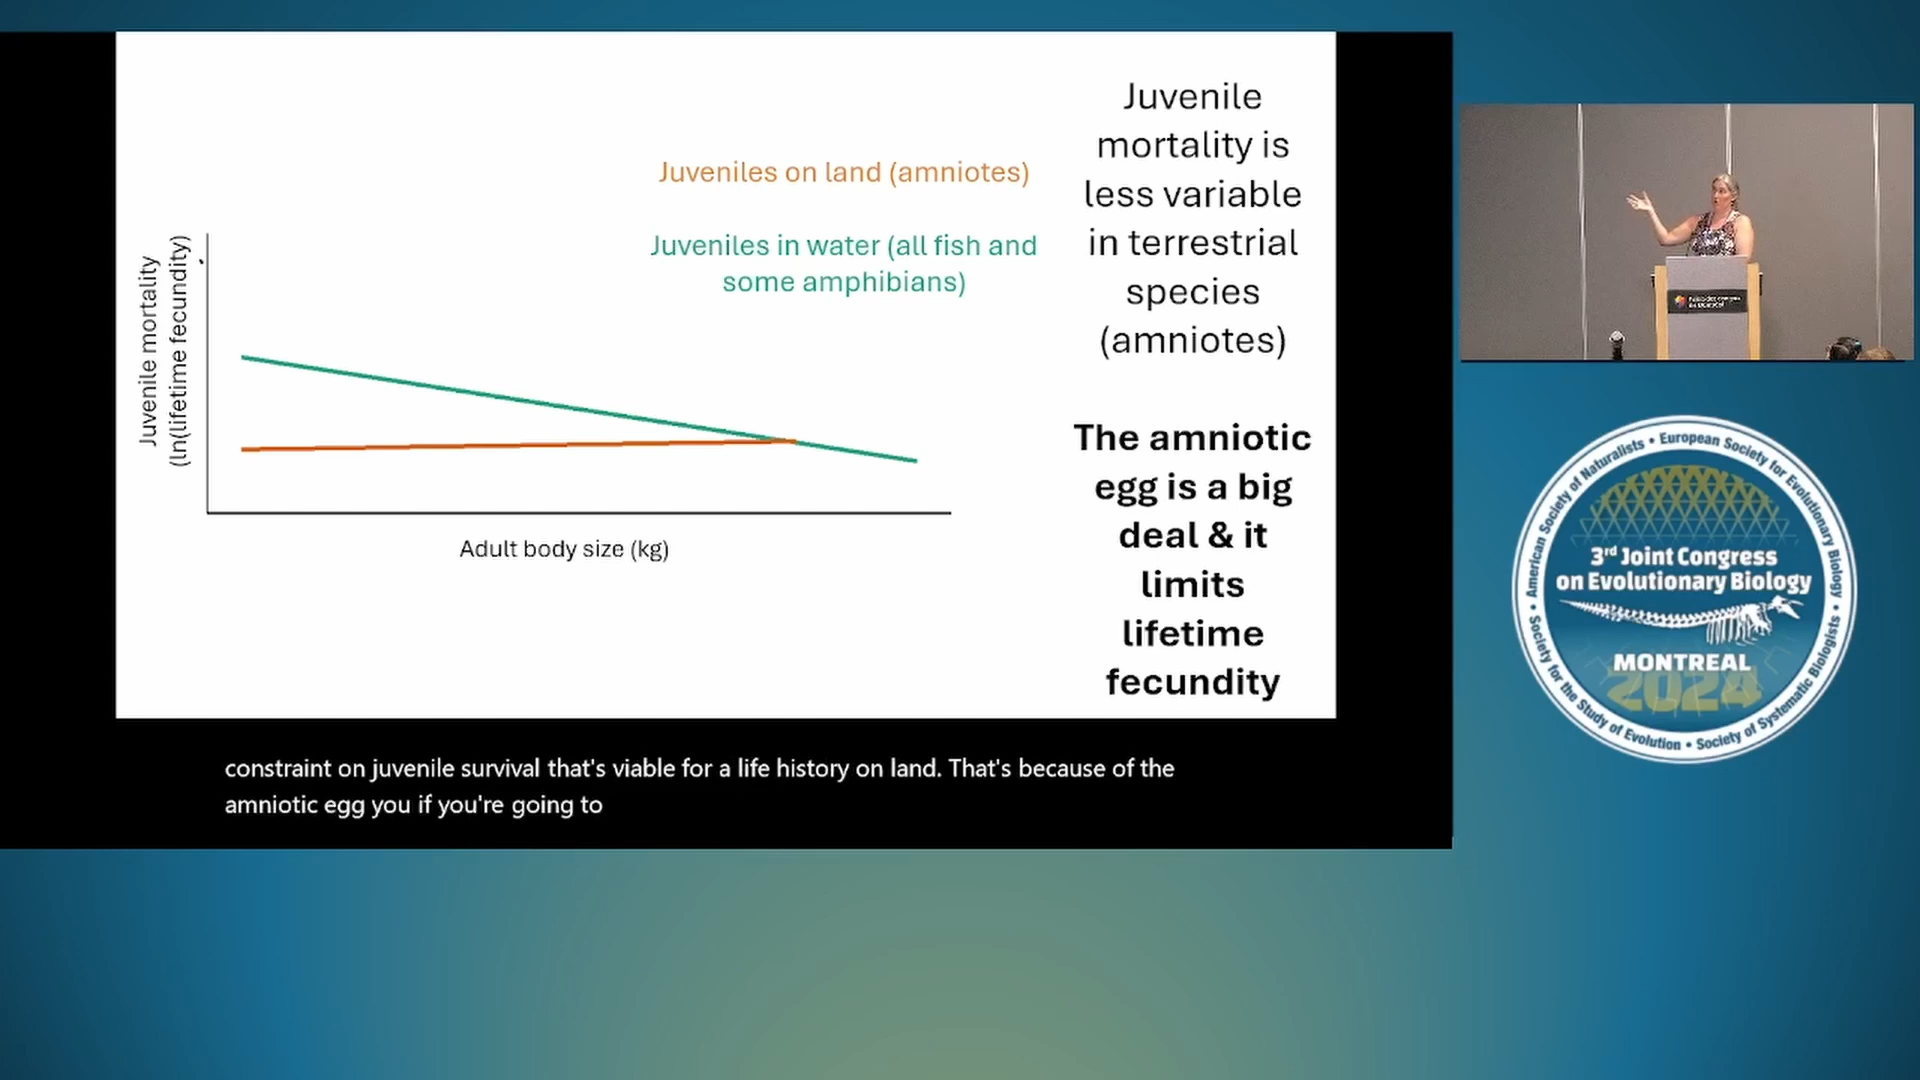 Juvenile
mortality is
less variable
in terrestrial
species
(amniotes)
The amniotic
egg is a big
deal & it
limits
lifetime
fecundity
Juveniles on land (amniotes)
Juveniles in water (all fish and
some amphibians)
Juvenile mortality
(ln(lifetime fecundity)
Adult body size (kg)
constraint on juvenile survival that's viable for a life history on land. That's because of the
amniotic egg you if you're going to
American Society of Naturalists • European Society for Evolutionary Biology • Society of Systematic Biologists • Society for the Study of Evolution •
3rd Joint Congress
on Evolutionary Biology
MONTREAL
2024